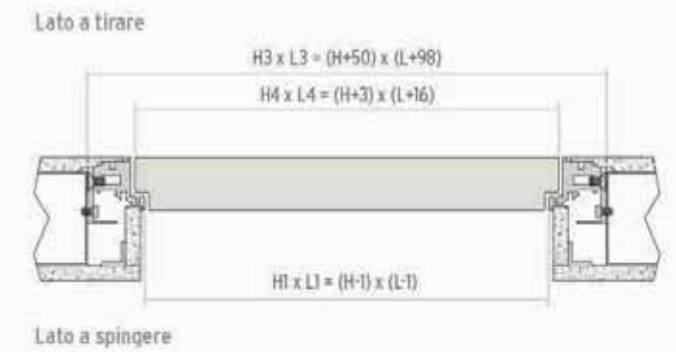 Lato a tirare
H3 x L3 = (H+50) x (L+98)
H4 x L4 = (H+3) x (L+16)
H1 x L1 = (H-1) x (L-1)
Lato a spingere